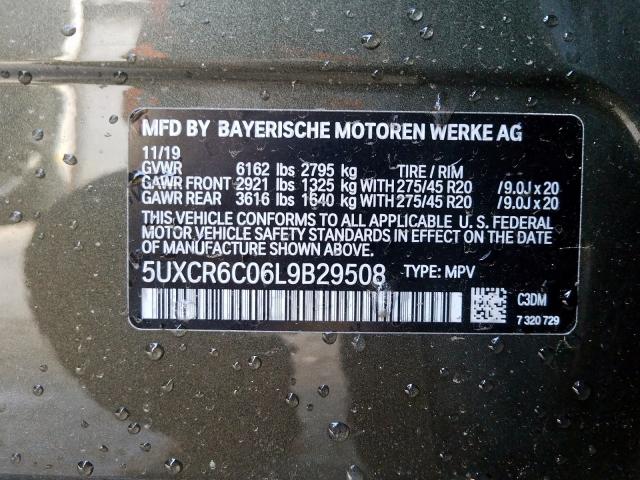 MFD BY BAYERISCHE MOTOREN WERKE AG
11/19
GVWR 6162 lbs 2795 kg TIRE / RIM
GAWR FRONT 2921 lbs 1325 kg WITH 275/45 R20 /9.0J x 20
GAWR REAR 3616 lbs 1640 kg WITH 275/45 R20 /9.0J x 20
THIS VEHICLE CONFORMS TO ALL APPLICABLE U. S. FEDERAL
MOTOR VEHICLE SAFETY STANDARDS IN EFFECT ON THE DATE
OF MANUFACTURE SHOWN ABOVE.
5UXCR6C06L9B29508 TYPE: MPV
C3DM
7 320 729